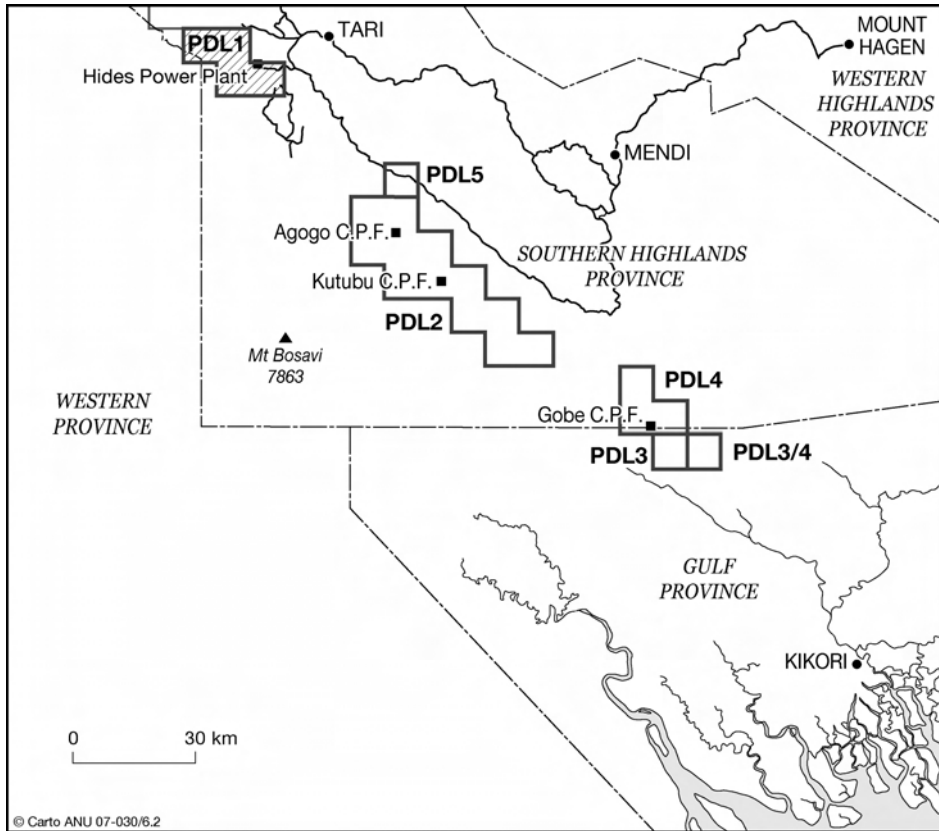 TARI
MOUNT
HAGEN
PDL1
Hides Power Plant
WESTERN
HIGHLANDS
PROVINCE
MENDI
PDL5
Agogo C.P.F.
SOUTHERN HIGHLANDS
PROVINCE
Kutubu C.P.F.
PDL2
Mt Bosavi
7863
PDL4
WESTERN
PROVINCE
Gobe C.P.F.
PDL3
PDL3/4
GULF
PROVINCE
KIKORI
0 30 km
© Carto ANU 07-030/6.2